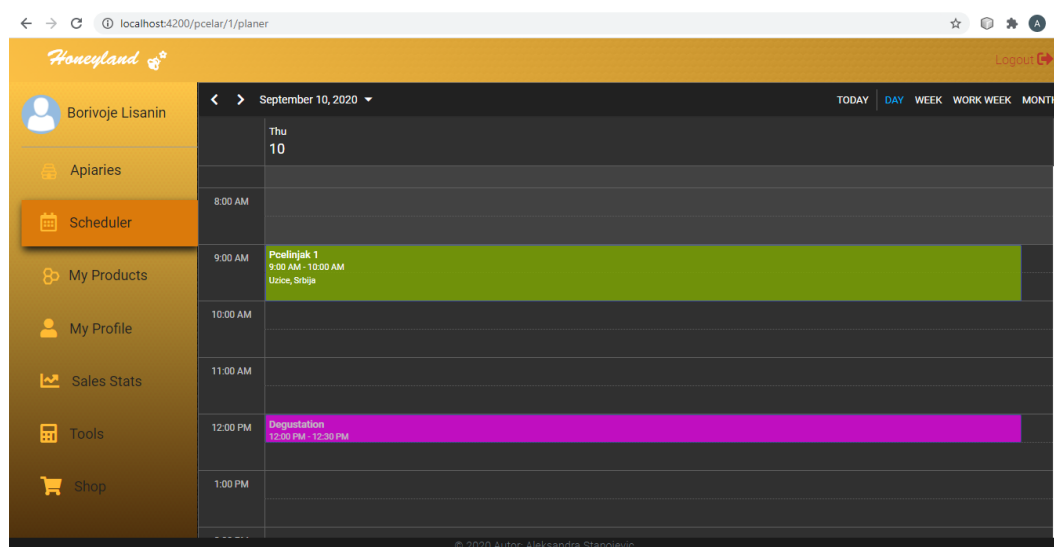 localhost:4200/pcelar/1/planer
A
Honeyland
Logout
Borivoje Lisanin
Apiaries
Scheduler
My Products
My Profile
Sales Stats
Tools
Shop
September 10, 2020
TODAY DAY WEEK WORK WEEK MONTH
Thu
10
8:00 AM
9:00 AM
Pcelinjak 1
9:00 AM - 10:00 AM
Uzice, Srbija
10:00 AM
11:00 AM
12:00 PM
Degustation
12:00 PM - 12:30 PM
1:00 PM
© 2020 Autor: Aleksandra Stanojevic